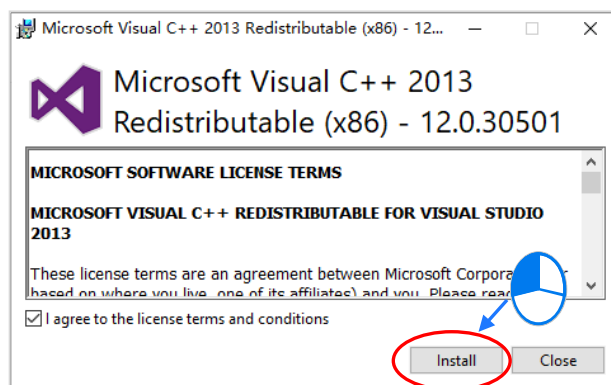 Microsoft Visual C++ 2013 Redistributable (x86) - 12...
Microsoft Visual C++ 2013
Redistributable (x86) - 12.0.30501
MICROSOFT SOFTWARE LICENSE TERMS
MICROSOFT VISUAL C++ REDISTRIBUTABLE FOR VISUAL STUDIO
2013
These license terms are an agreement between Microsoft
based on where you live, one of its affiliates) and you. Please
I agree to the license terms and conditions
Install Close